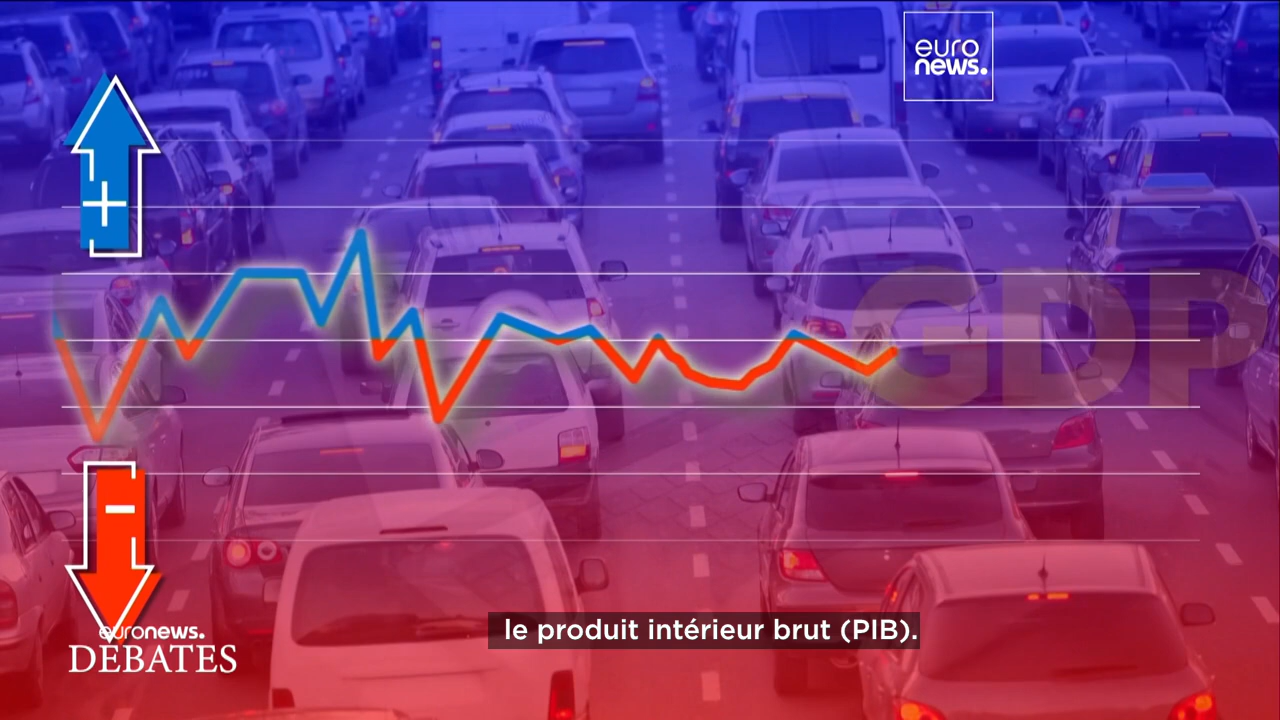 euro
news.
+
GDP
-
le produit intérieur brut (PIB).
euronews.
DEBATES